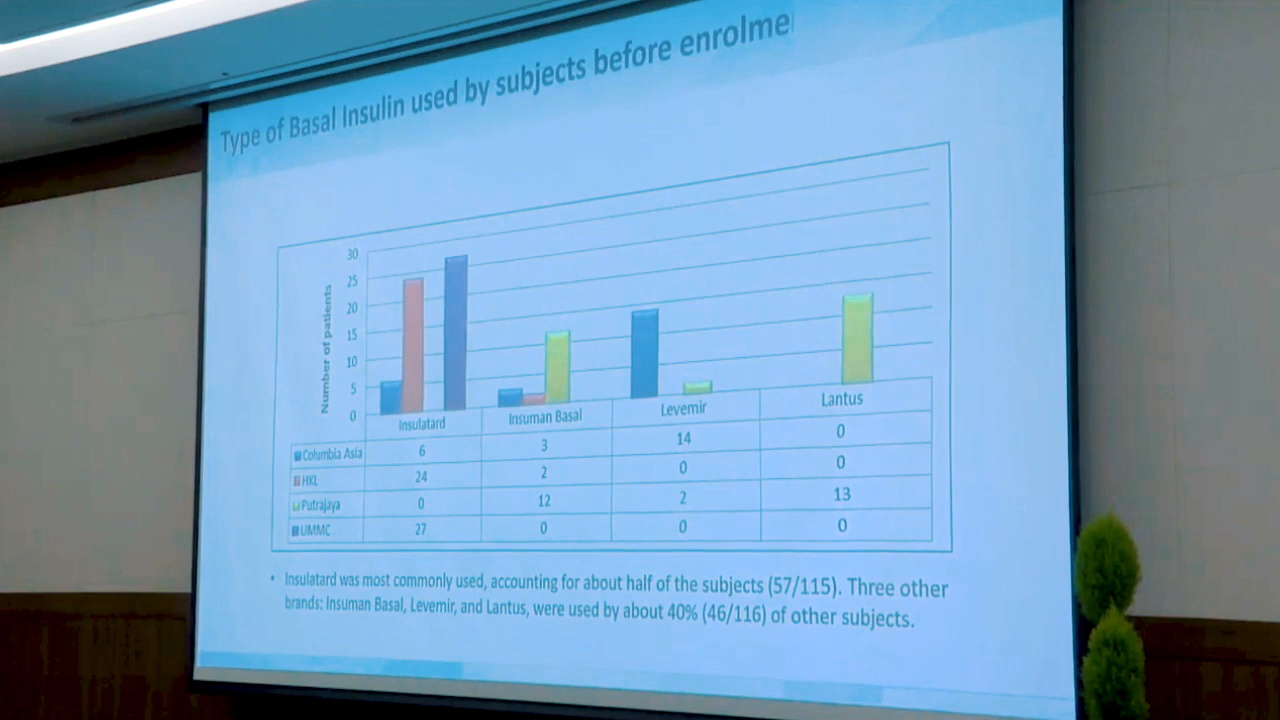 Type of Basal Insulin used by subjects before enrolme
Number of patients
30
25
20
15
10
5
0
Insulatard Insuman Basal Levemir Lantus
Columbia Asia 6 3 14 0
HKL 24 2 0 0
Putrajaya 0 12 2 13
UMMC 27 0 0 0
• Insulatard was most commonly used, accounting for about half of the subjects (57/115). Three other
brands: Insuman Basal, Levemir, and Lantus, were used by about 40% (46/116) of other subjects.